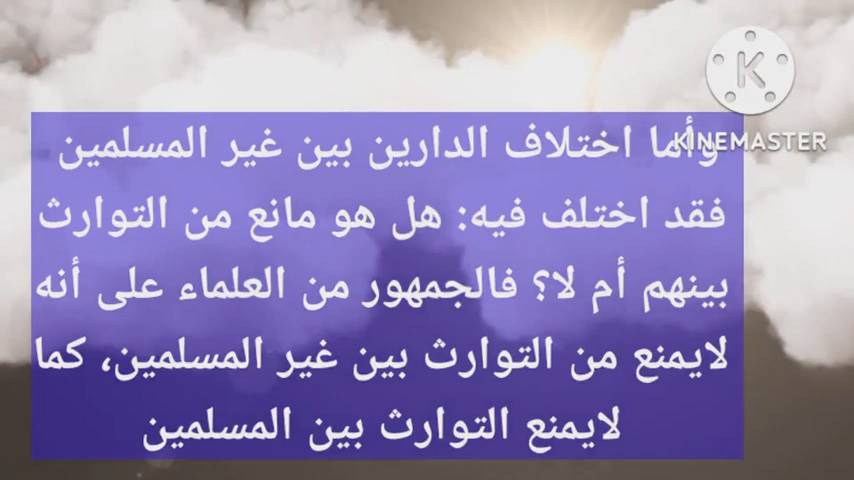 وأما اختلاف الدارين بين غير المسلمين
فقد اختلف فيه: هل هو مانع من التوارث
بينهم أم لا؟ فالجمهور من العلماء على أنه
لايمنع من التوارث بين غير المسلمين، كما
لايمنع التوارث بين المسلمين
KINEMASTER